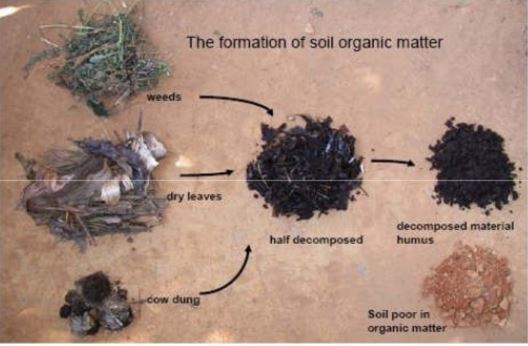 The formation of soil organic matter
weeds
dry leaves
half decomposed
decomposed material
humus
cow dung
Soil poor in
organic matter